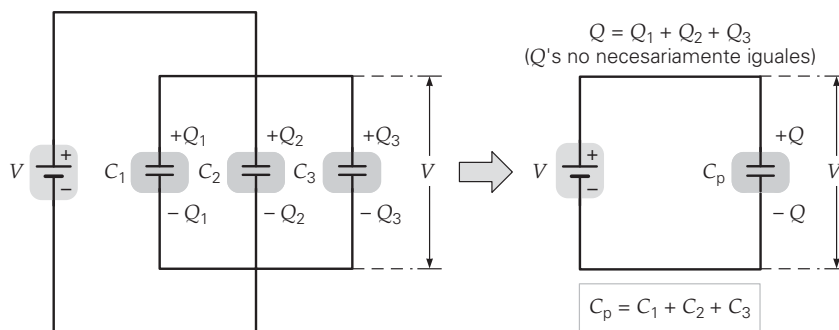 Q = Q₁ + Q₂ + Q₃
(Q's no necesariamente iguales)
+Q₁ +Q₂ +Q₃
V + − C₁ C₂ C₃ V
− Q₁ − Q₂ − Q₃
+Q
V + − Cₚ V
− Q
Cₚ = C₁ + C₂ + C₃